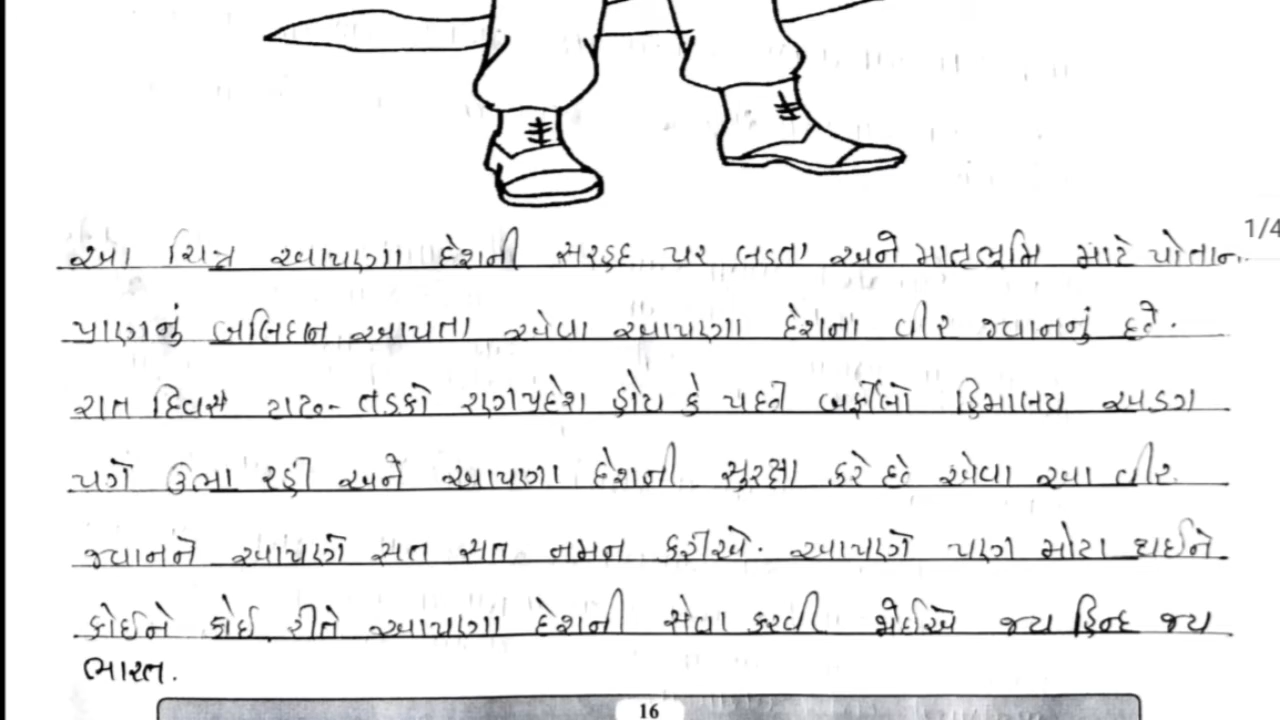 1/4
આ ચિત્ર આપણા દેશની સરહદ પર લડતા અને માતૃભૂમિ માટે પોતાના
પ્રાણનું બલિદાન આપતા એવા આપણા દેશના વીર જવાનનું છે.
રાત દિવસ ટાઢ-તડકો રણપ્રદેશ હોય કે પછી બર્ફીલો હિમાલય અડગ
પગે ઉભા રહી અને આપણા દેશની સુરક્ષા કરે છે એવા આ વીર
જવાનને આપણે સત સત નમન કરીએ. આપણે પણ મોટા થઈને
કોઈને કોઈ રીતે આપણા દેશની સેવા કરવી જોઈએ જય હિન્દ જય
ભારત.
16